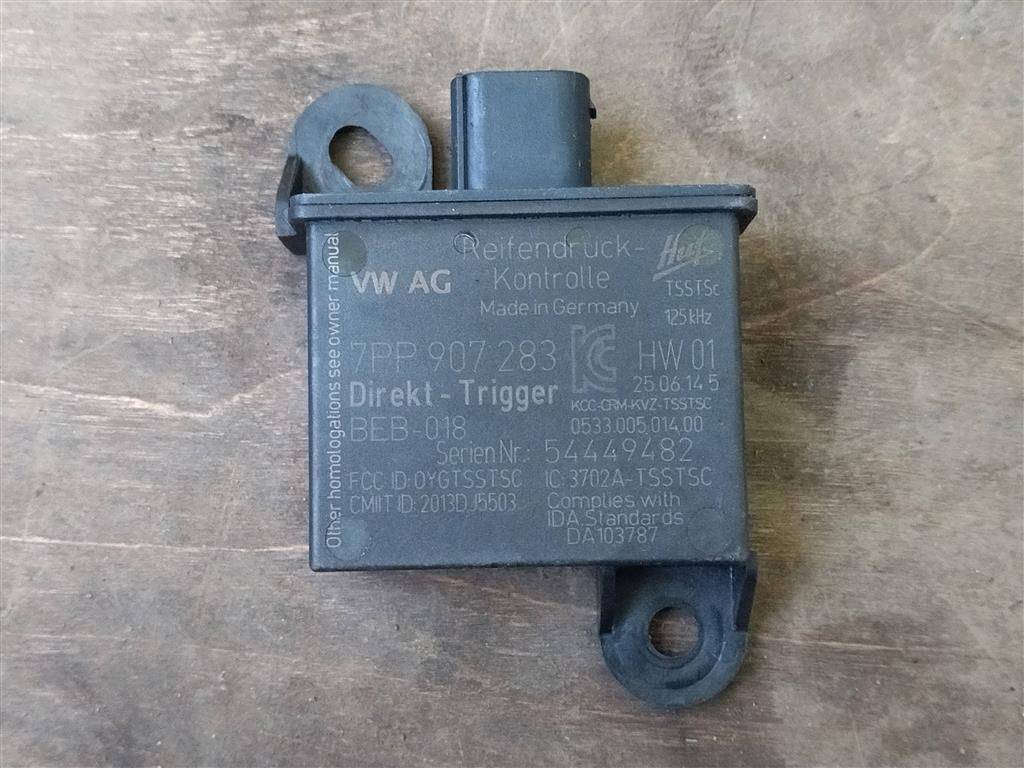 Other homologations see owner manual
VW AG
Reifendruck-
Kontrolle
Made in Germany
Huf
TSSTSc
125kHz
7PP 907 283
KC
HW 01
Direkt - Trigger
25.06.14 5
KCC-CRM-KVZ-TSSTSC
BEB-018
0533.005.014.00
Serien Nr.: 54449482
FCC ID: OYGTSSTSC IC: 3702A-TSSTSC
CMIIT ID: 2013DJ5503
Complies with
IDA Standards
DA103787